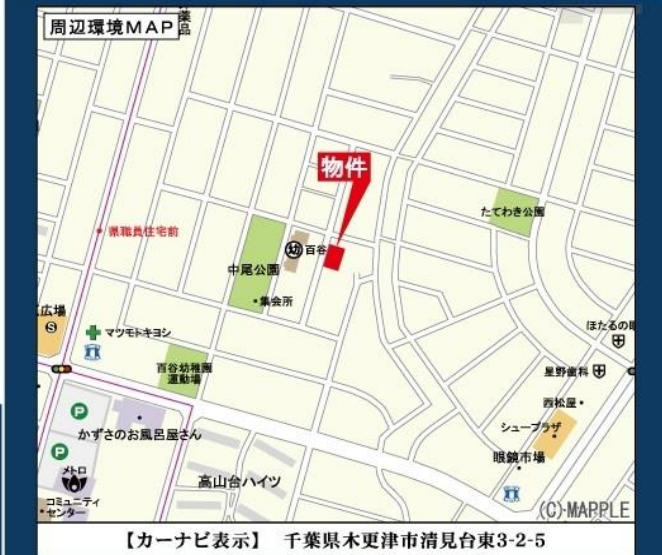 周辺環境MAP
薬品
物件
たてわき公園
県職員住宅前
幼 百谷
中尾公園
集会所
広場
S
マツモトキヨシ
ほたるの
百谷幼稚園
運動場
星野歯科
西松屋
P
かずさのお風呂屋さん
シュープラザ
P
眼鏡市場
メトロ
高山台ハイツ
コミュニティ
センター
(C)MAPPLE
【カーナビ表示】 千葉県木更津市清見台東3-2-5